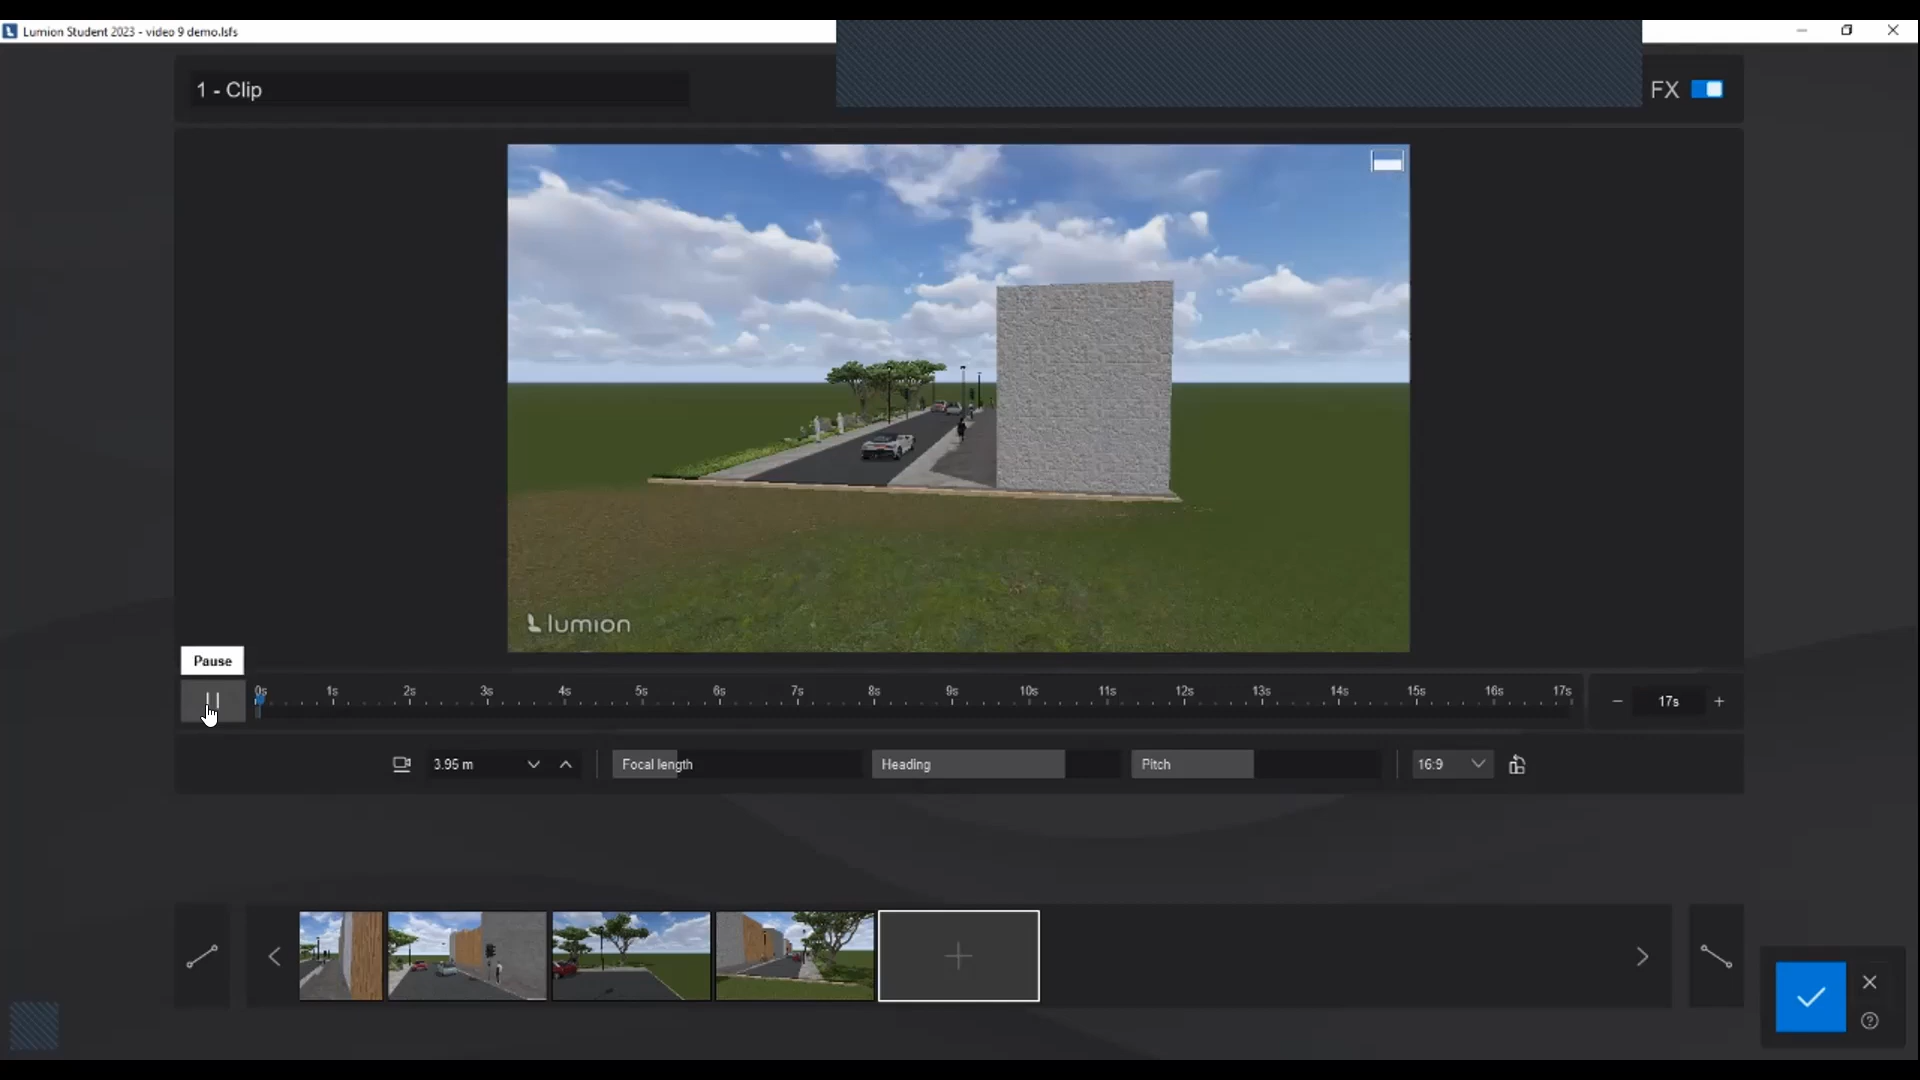 Lumion Student 2023 - video 9 demo.lsfs
1 - Clip
FX
lumion
Pause
0s 1s 2s 3s 4s 5s 6s 7s 8s 9s 10s 11s 12s 13s 14s 15s 16s 17s
17s
3.95 m
Focal length
Heading
Pitch
16:9